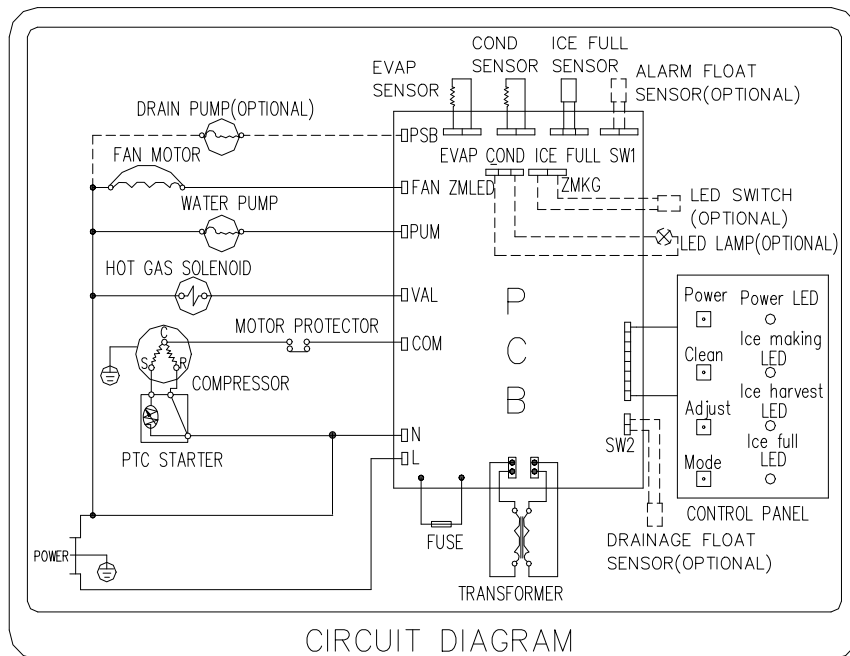 EVAP
SENSOR
COND
SENSOR
ICE FULL
SENSOR
ALARM FLOAT
SENSOR(OPTIONAL)
DRAIN PUMP(OPTIONAL)
PSB
EVAP
COND
ICE FULL
SW1
FAN MOTOR
FAN
ZMLED
ZMKG
LED SWITCH
(OPTIONAL)
WATER PUMP
PUM
LED LAMP(OPTIONAL)
HOT GAS SOLENOID
VAL
MOTOR PROTECTOR
COM
C
S
R
COMPRESSOR
PTC STARTER
N
L
P
C
B
Power
Power LED
Clean
Ice making
LED
Adjust
Ice harvest
LED
Mode
Ice full
LED
CONTROL PANEL
SW2
DRAINAGE FLOAT
SENSOR(OPTIONAL)
FUSE
TRANSFORMER
POWER
CIRCUIT DIAGRAM